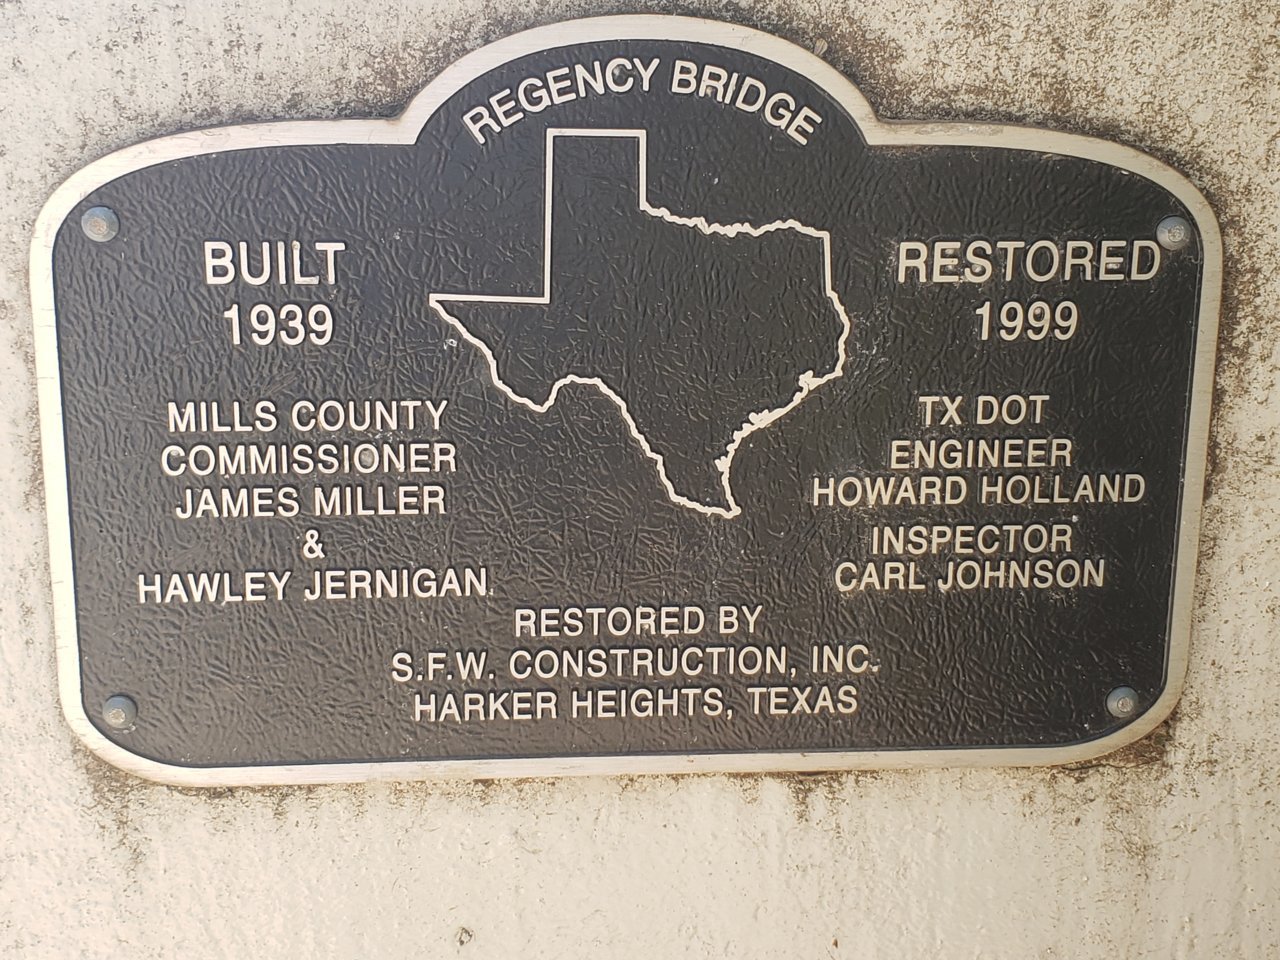 REGENCY BRIDGE
BUILT
1939
MILLS COUNTY
COMMISSIONER
JAMES MILLER
&
HAWLEY JERNIGAN
RESTORED
1999
TX DOT
ENGINEER
HOWARD HOLLAND
INSPECTOR
CARL JOHNSON
RESTORED BY
S.F.W. CONSTRUCTION, INC.
HARKER HEIGHTS, TEXAS